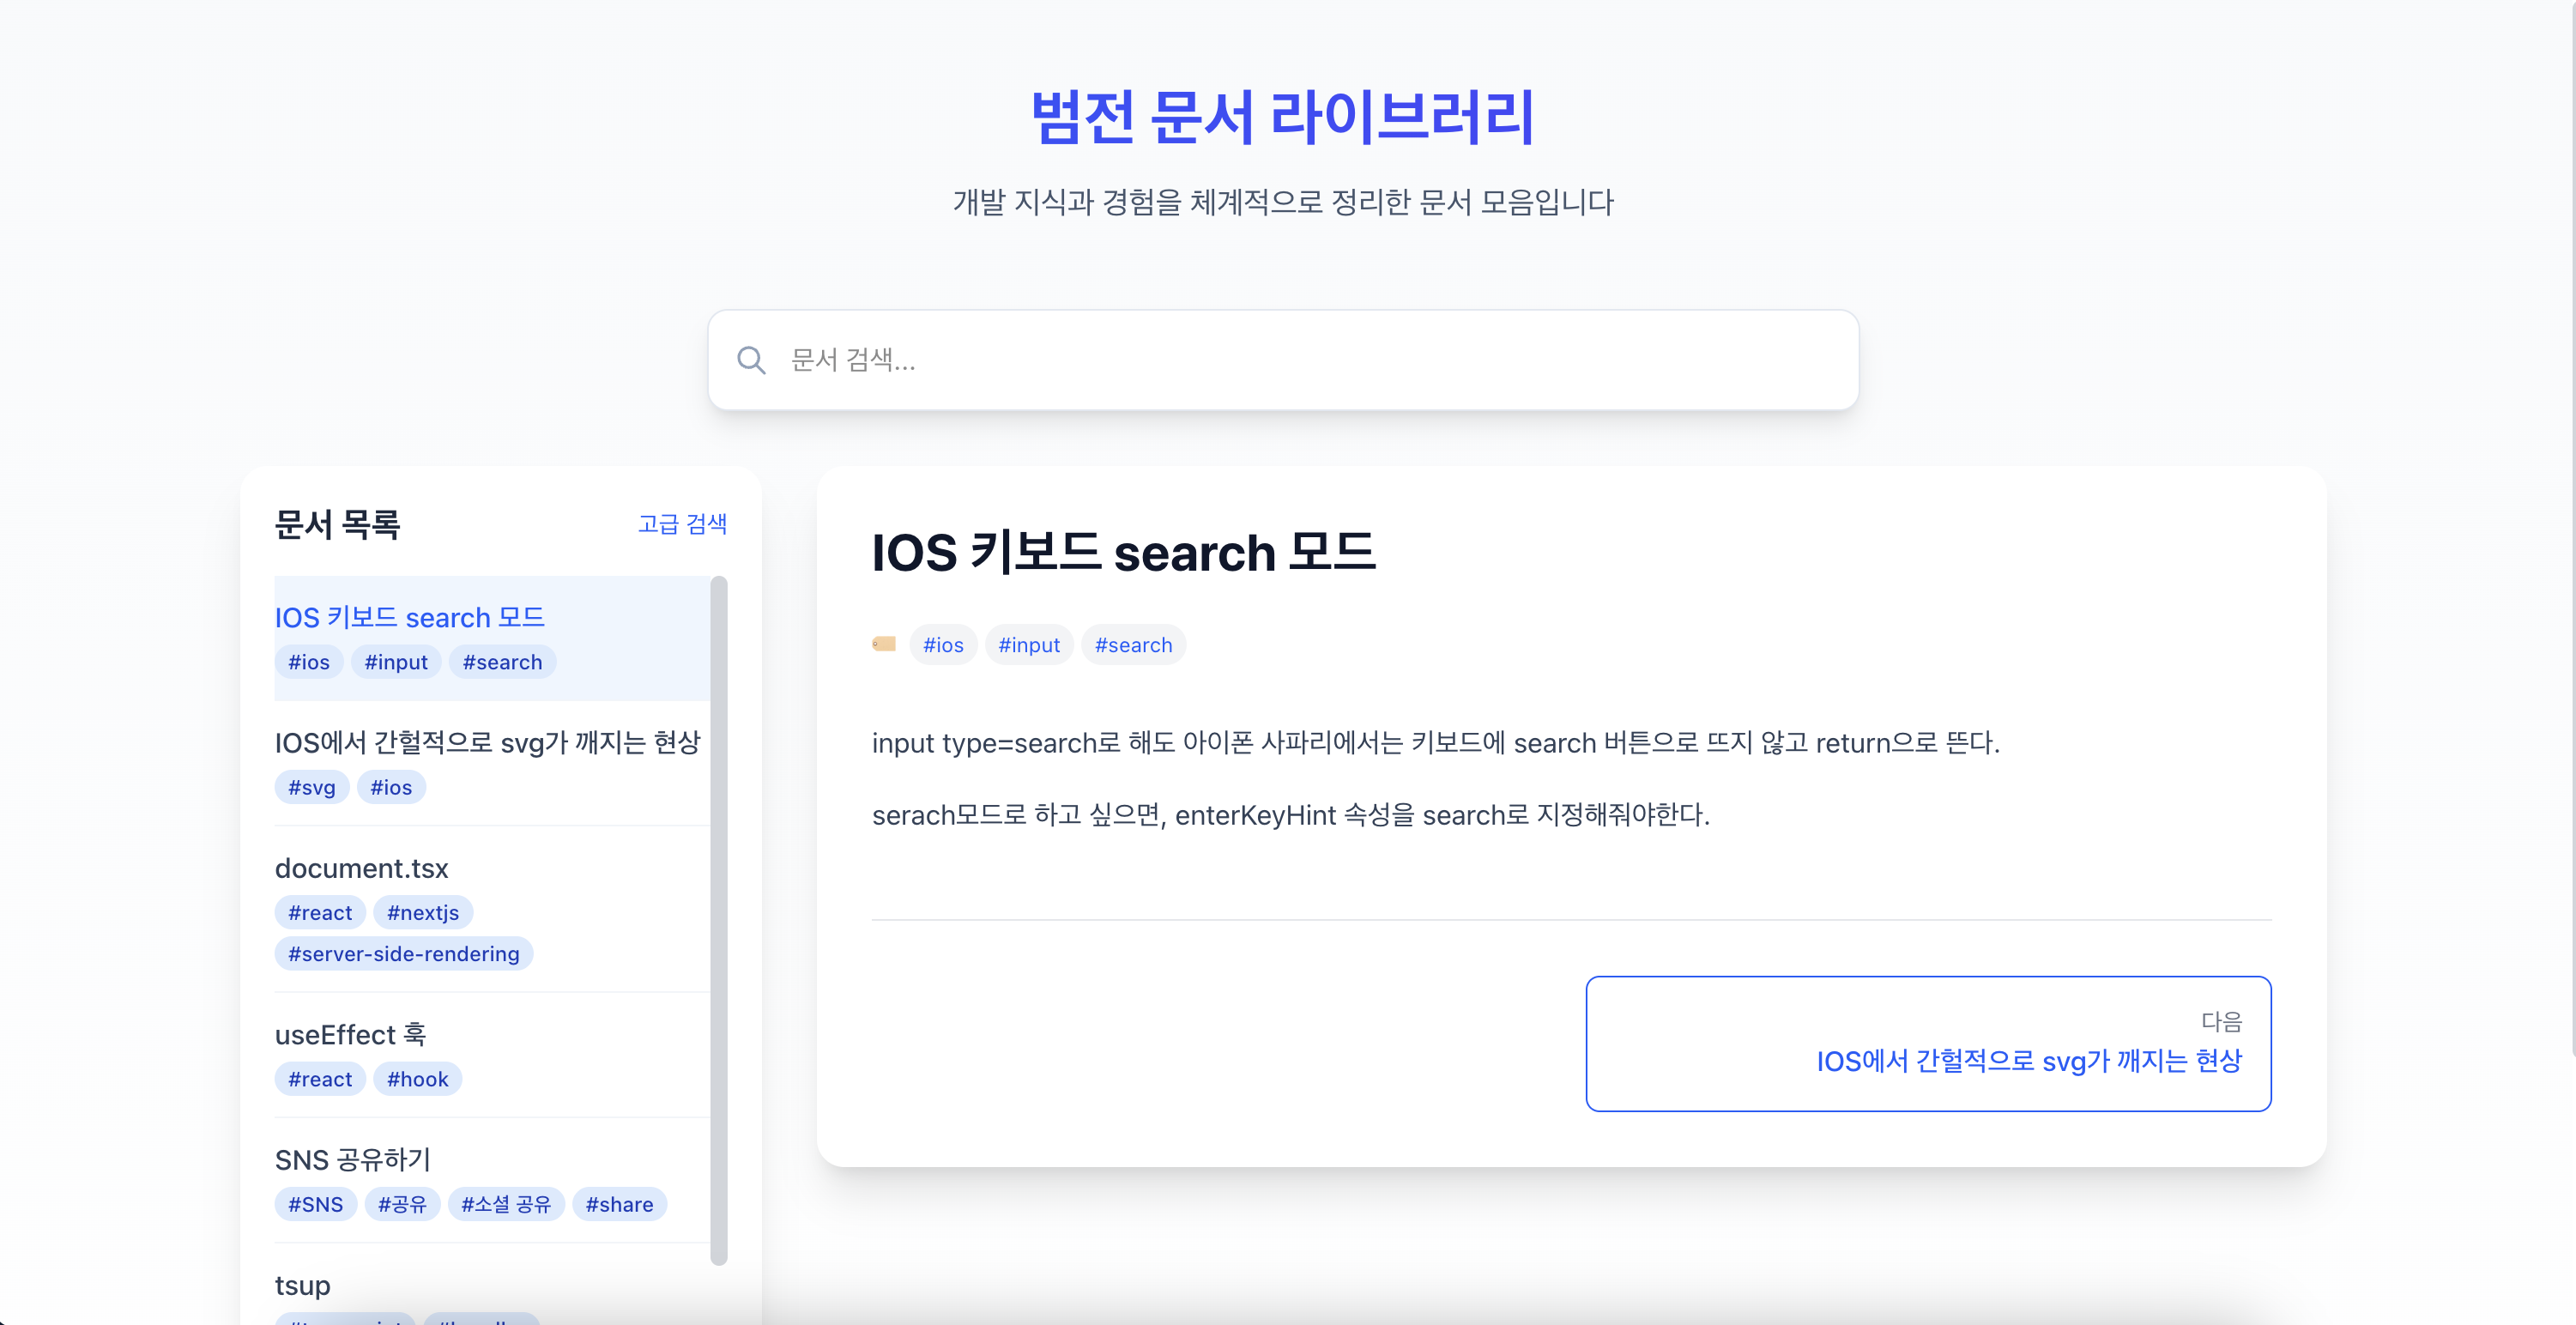 범전 문서 라이브러리
개발 지식과 경험을 체계적으로 정리한 문서 모음입니다
문서 검색...
문서 목록
고급 검색
IOS 키보드 search 모드
#ios #input #search
IOS에서 간헐적으로 svg가 깨지는 현상
#svg #ios
document.tsx
#react #nextjs
#server-side-rendering
useEffect 훅
#react #hook
SNS 공유하기
#SNS #공유 #소셜 공유 #share
tsup
IOS 키보드 search 모드
#ios #input #search
input type=search로 해도 아이폰 사파리에서는 키보드에 search 버튼으로 뜨지 않고 return으로 뜬다.
serach모드로 하고 싶으면, enterKeyHint 속성을 search로 지정해줘야한다.
다음
IOS에서 간헐적으로 svg가 깨지는 현상